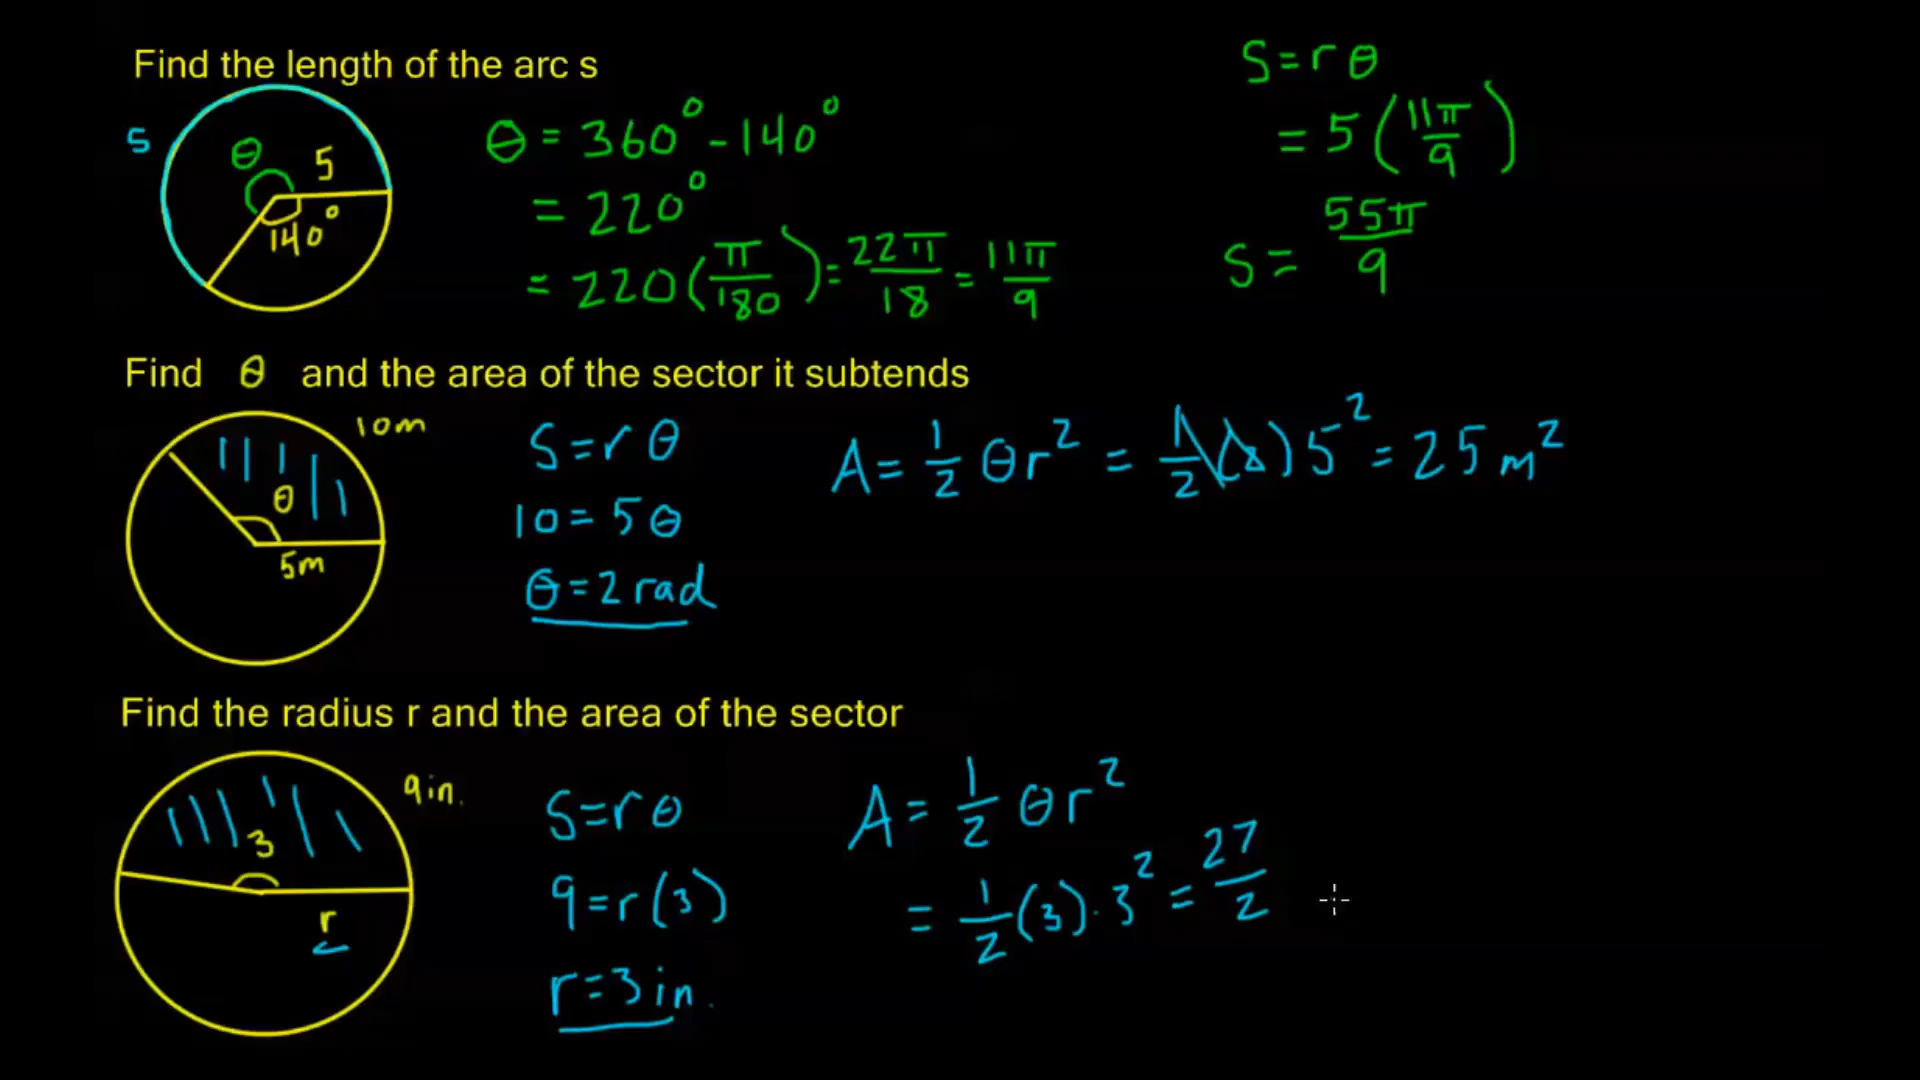 Find the length of the arc s
s
θ
5
140°
θ = 360° - 140°
= 220°
= 220(π/180) = 22π/18 = 11π/9
S = rθ
= 5(11π/9)
S = 55π/9
Find θ and the area of the sector it subtends
10m
θ
5m
S = rθ
10 = 5θ
θ = 2 rad
A = 1/2 θr² = 1/2 (2) 5² = 25 m²
Find the radius r and the area of the sector
9in.
3
r
S = rθ
9 = r(3)
r = 3 in.
A = 1/2 θr²
= 1/2 (3) · 3² = 27/2